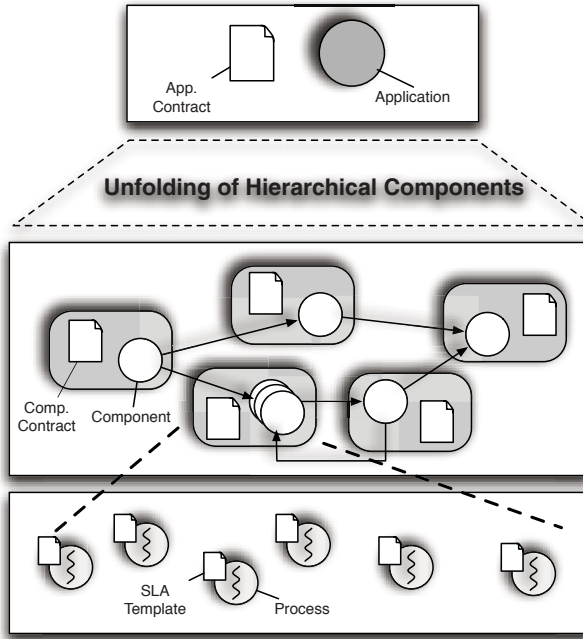 App.
Contract
Application
Unfolding of Hierarchical Components
Comp.
Contract
Component
SLA
Template
Process